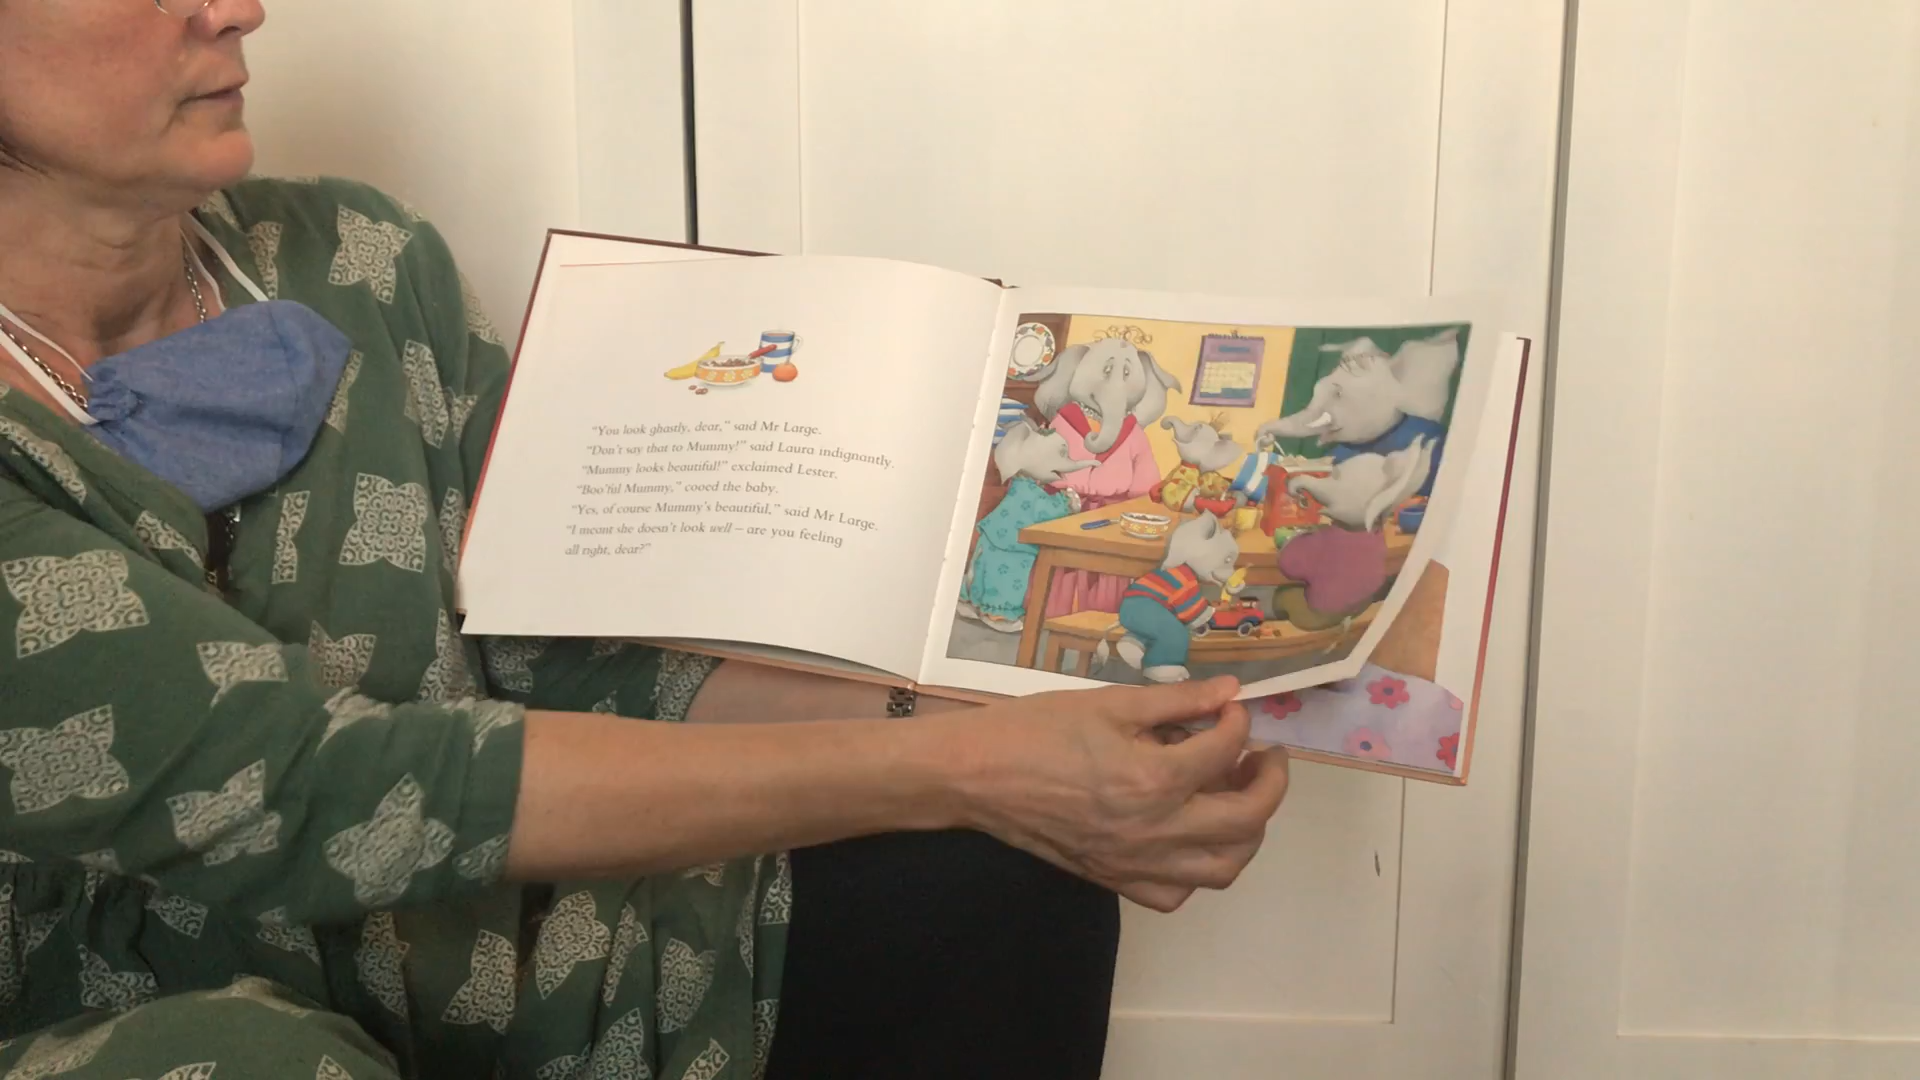 “You look ghastly, dear,” said Mr Large.
“Don’t say that to Mummy!” said Laura indignantly.
“Mummy looks beautiful!” exclaimed Lester.
“Boo’ful Mummy,” cooed the baby.
“Yes, of course Mummy’s beautiful,” said Mr Large.
“I meant she doesn’t look well – are you feeling
all right, dear?”